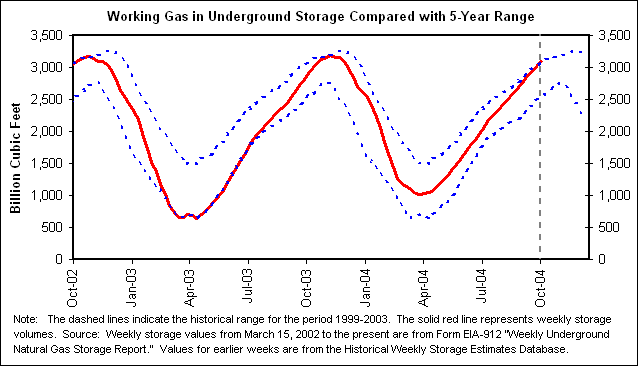 Working Gas in Underground Storage Compared with 5-Year Range
Billion Cubic Feet
3,500
3,000
2,500
2,000
1,500
1,000
500
0
3,500
3,000
2,500
2,000
1,500
1,000
500
0
Oct-02
Jan-03
Apr-03
Jul-03
Oct-03
Jan-04
Apr-04
Jul-04
Oct-04
Note: The dashed lines indicate the historical range for the period 1999-2003. The solid red line represents weekly storage
volumes. Source: Weekly storage values from March 15, 2002 to the present are from Form EIA-912 "Weekly Underground
Natural Gas Storage Report." Values for earlier weeks are from the Historical Weekly Storage Estimates Database.